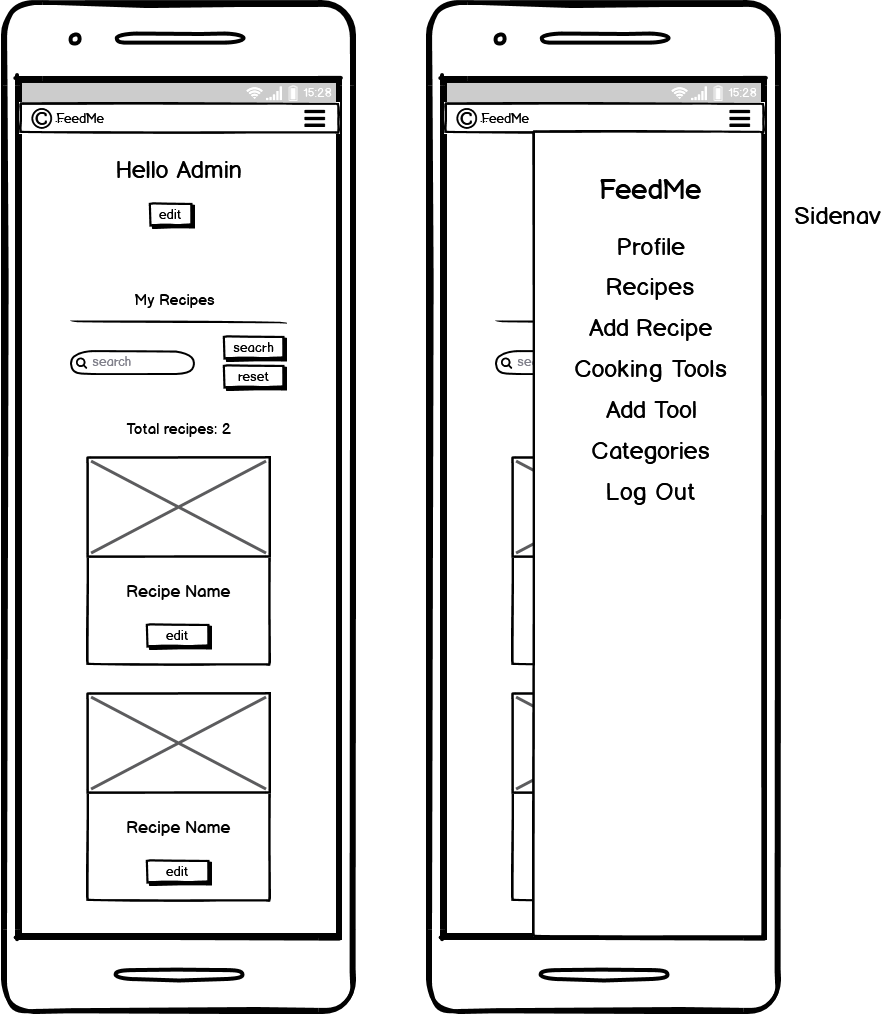 15:28
© FeedMe
Hello Admin
edit
My Recipes
search
seacrh
reset
Total recipes: 2
Recipe Name
edit
Recipe Name
edit
15:28
© FeedMe
FeedMe
Profile
Recipes
Add Recipe
Cooking Tools
Add Tool
Categories
Log Out
se
Sidenav